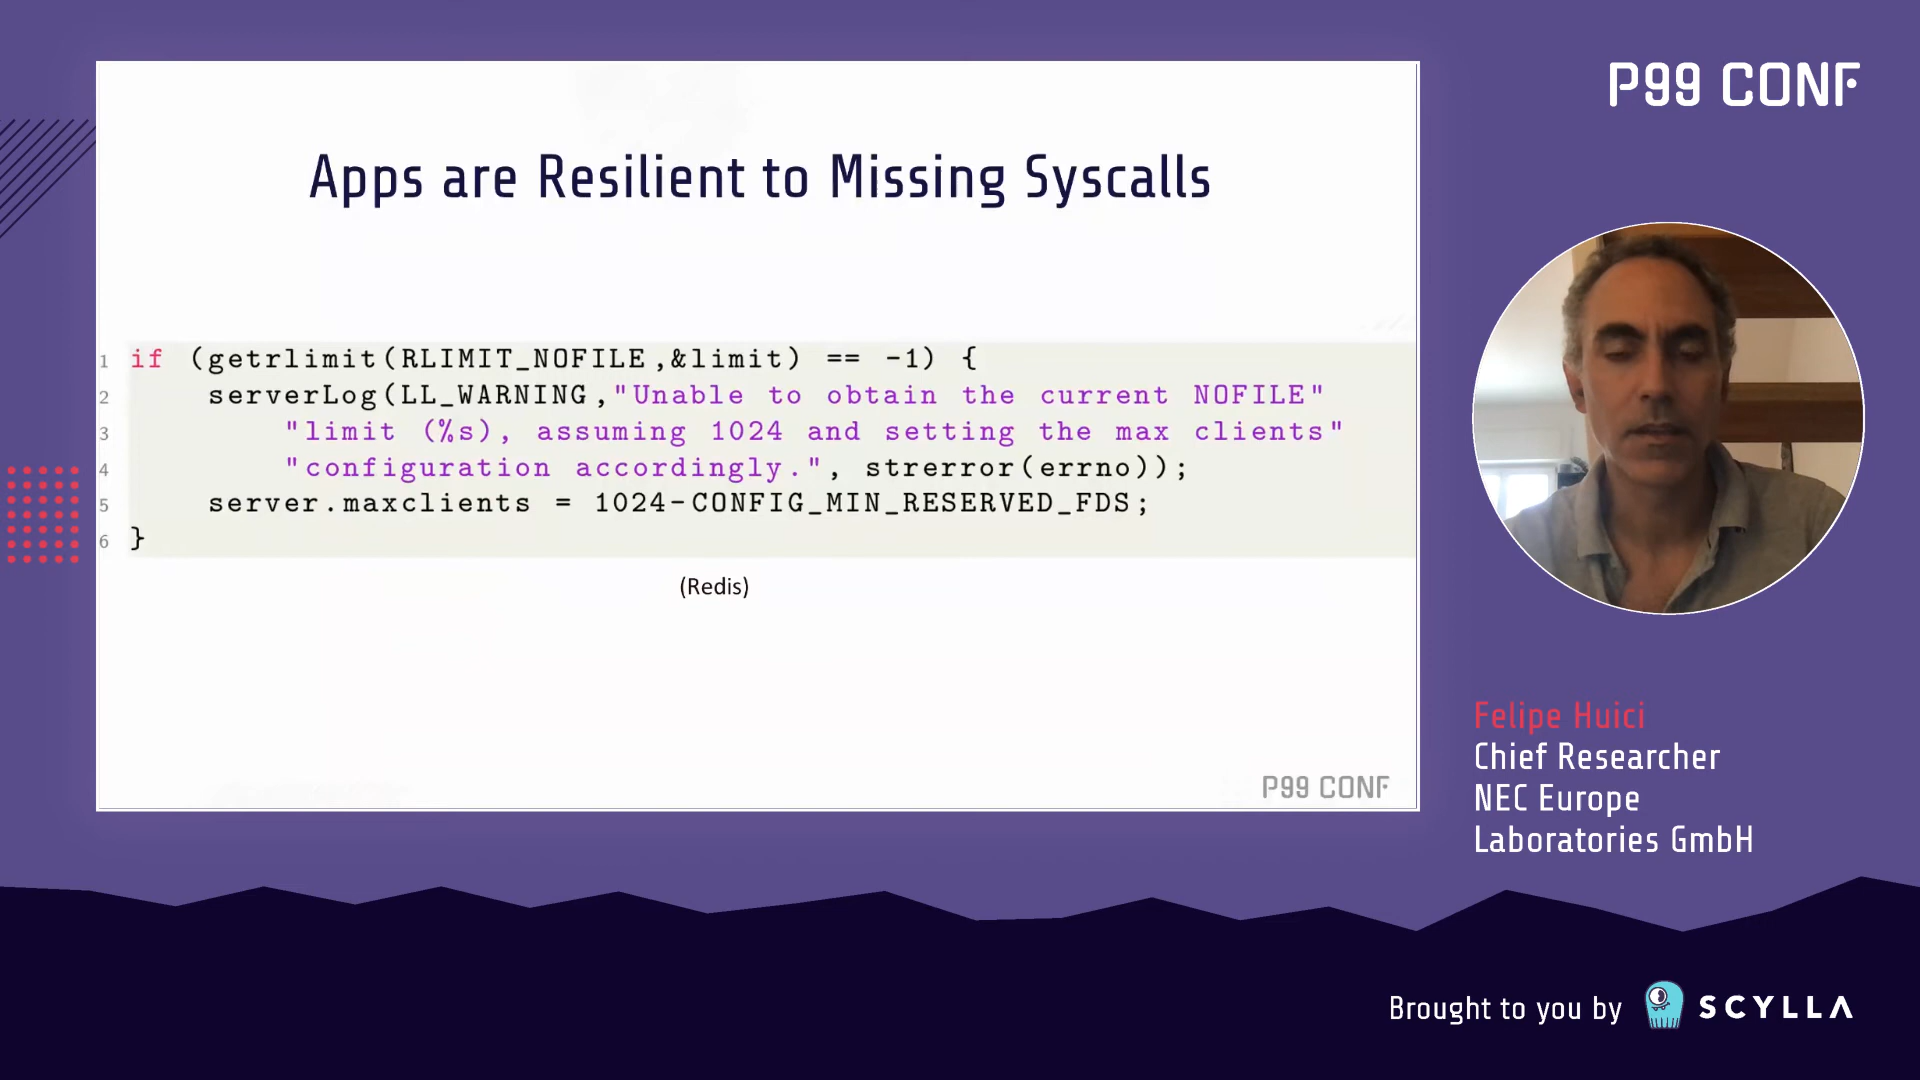 P99 CONF
Apps are Resilient to Missing Syscalls
1 if (getrlimit(RLIMIT_NOFILE,&limit) == -1) {
2 serverLog(LL_WARNING,"Unable to obtain the current NOFILE"
3 "limit (%s), assuming 1024 and setting the max clients"
4 "configuration accordingly.", strerror(errno));
5 server.maxclients = 1024-CONFIG_MIN_RESERVED_FDS;
6 }
(Redis)
P99 CONF
Felipe Huici
Chief Researcher
NEC Europe
Laboratories GmbH
Brought to you by SCYLLA